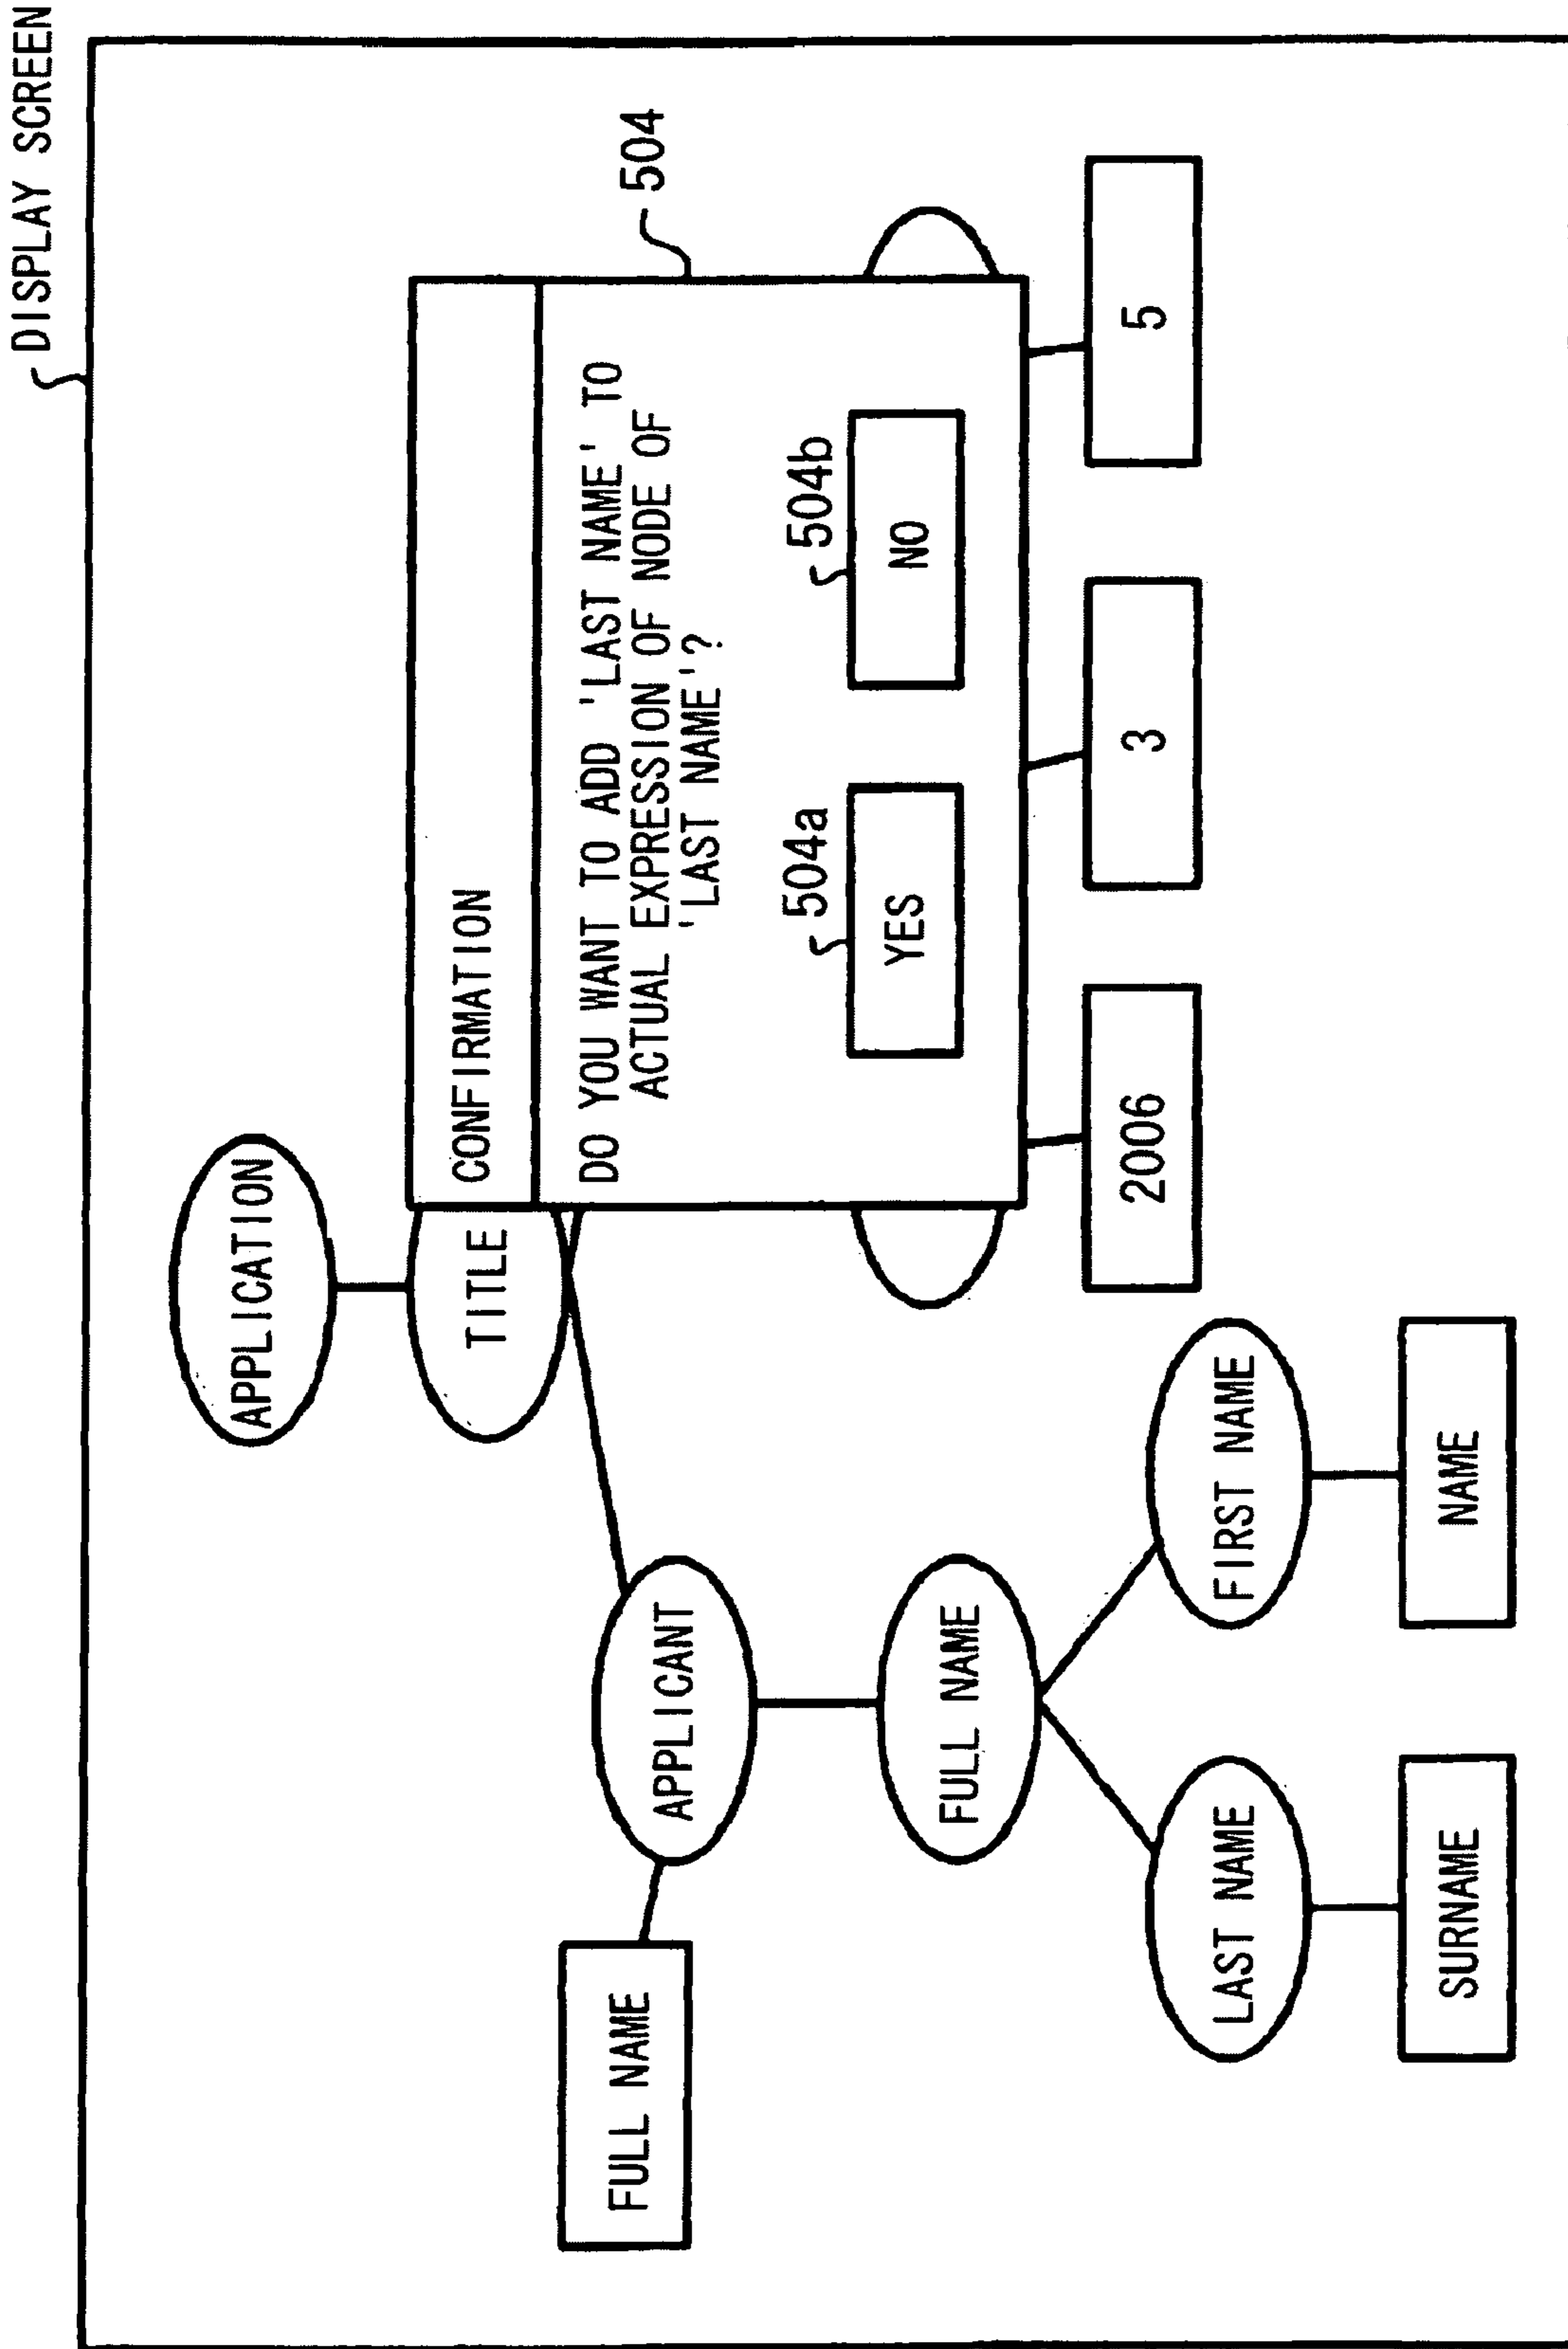 DISPLAY SCREEN
APPLICATION
TITLE
CONFIRMATION
504
DO YOU WANT TO ADD 'LAST NAME' TO
ACTUAL EXPRESSION OF NODE OF
'LAST NAME'?
504a
504b
YES
NO
FULL NAME
APPLICANT
FULL NAME
2006
3
5
LAST NAME
FIRST NAME
SURNAME
NAME